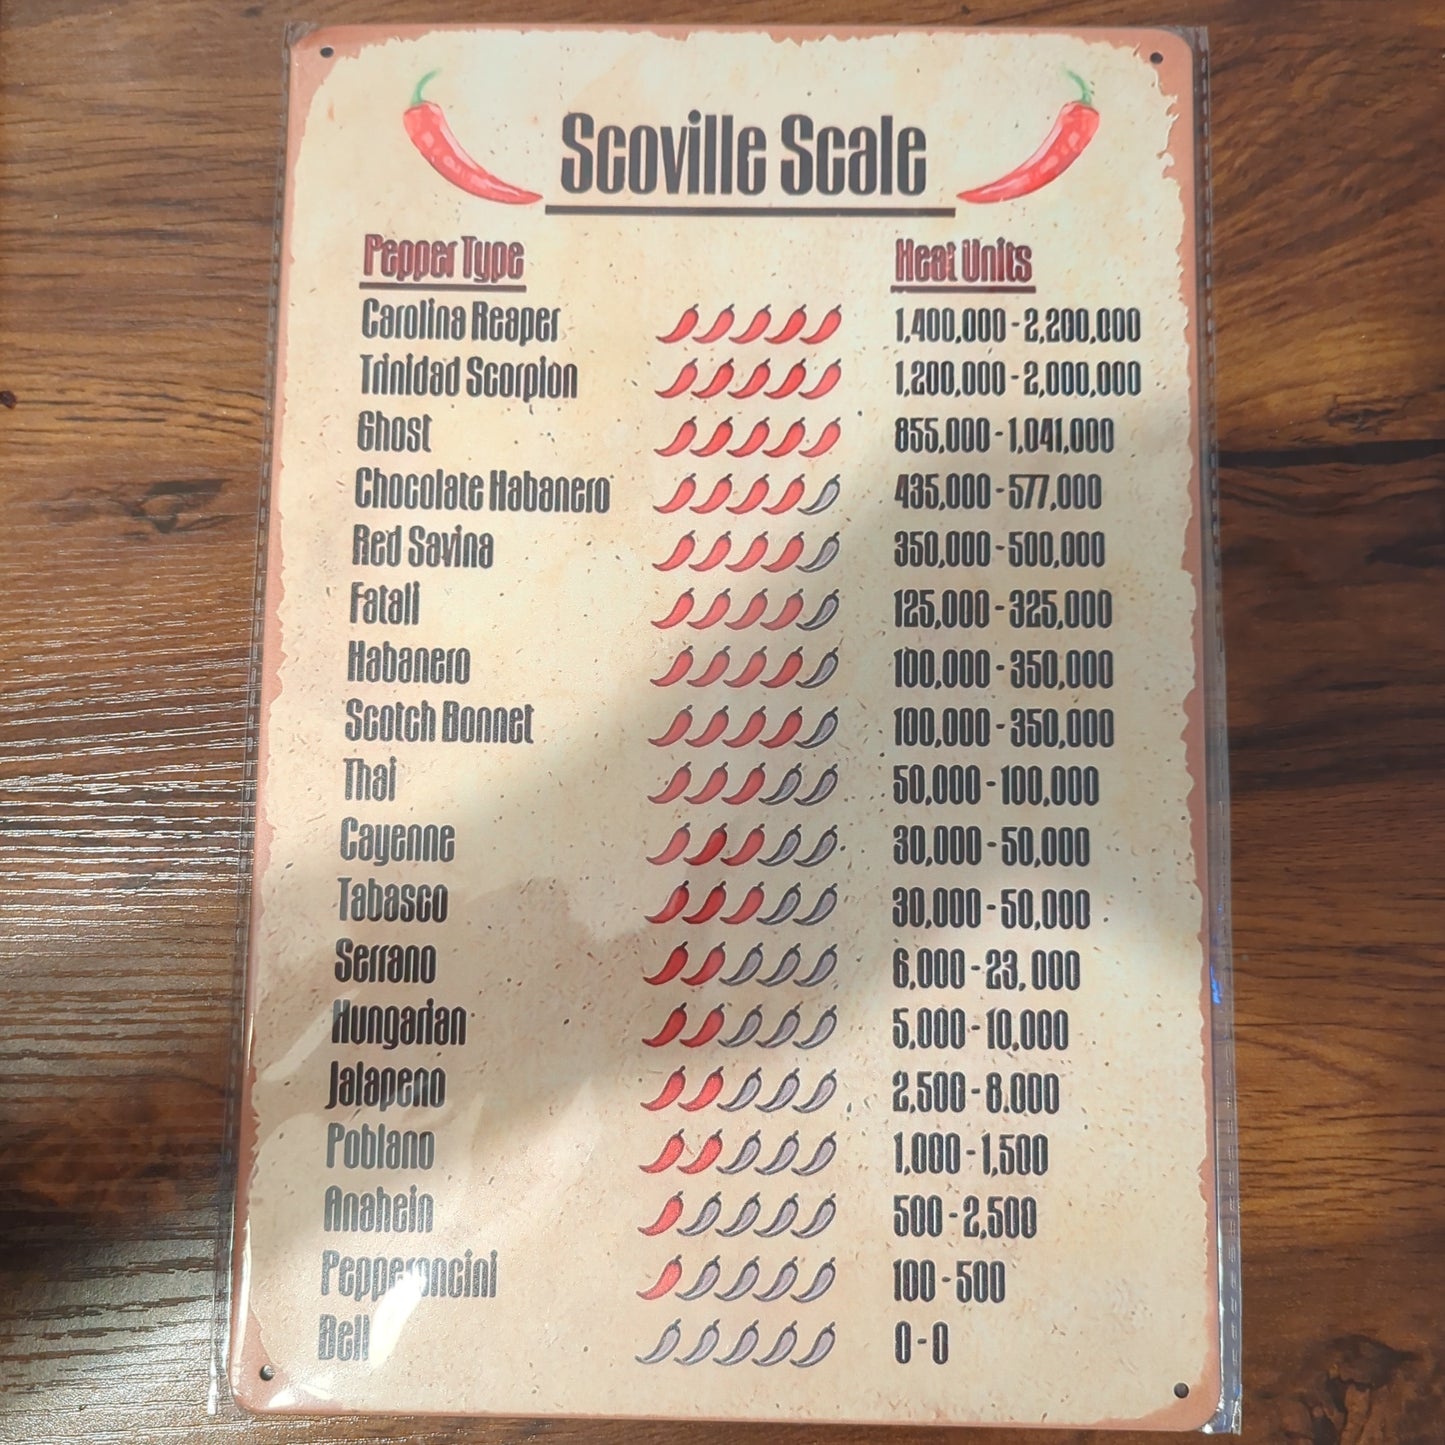 Scoville Scale
Pepper Type Heat Units
Carolina Reaper 1,400,000 - 2,200,000
Trinidad Scorpion 1,200,000 - 2,000,000
Ghost 855,000 - 1,041,000
Chocolate Habanero 435,000 - 577,000
Red Savina 350,000 - 500,000
Fatali 125,000 - 325,000
Habanero 100,000 - 350,000
Scotch Bonnet 100,000 - 350,000
Thai 50,000 - 100,000
Cayenne 30,000 - 50,000
Tabasco 30,000 - 50,000
Serrano 6,000 - 23, 000
Hungarian 5,000 - 10,000
Jalapeno 2,500 - 8.000
Poblano 1,000 - 1,500
Anahein 500 - 2,500
Pepperoncini 100 - 500
Bell 0 - 0